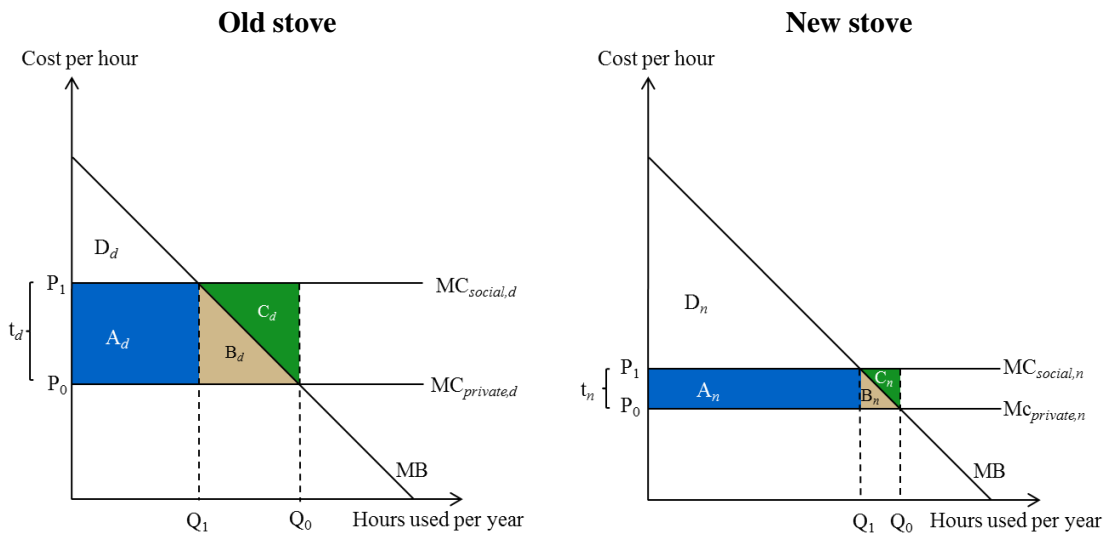 Old stove
Cost per hour
D_d
P₁
MC_social,d
t_d
A_d
C_d
B_d
P₀
MC_private,d
MB
Q₁
Q₀
Hours used per year
New stove
Cost per hour
D_n
P₁
MC_social,n
t_n
A_n
C_n
B_n
P₀
Mc_private,n
MB
Q₁
Q₀
Hours used per year